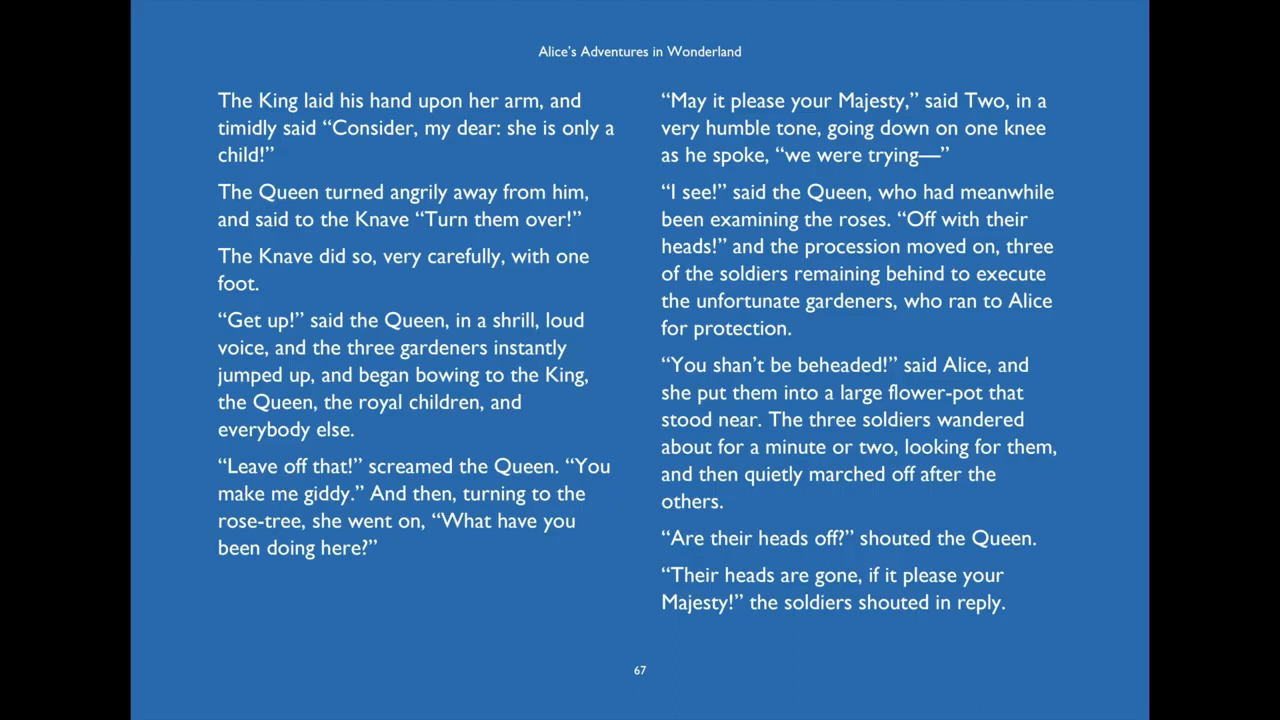 Alice’s Adventures in Wonderland
The King laid his hand upon her arm, and
timidly said “Consider, my dear: she is only a
child!”
The Queen turned angrily away from him,
and said to the Knave “Turn them over!”
The Knave did so, very carefully, with one
foot.
“Get up!” said the Queen, in a shrill, loud
voice, and the three gardeners instantly
jumped up, and began bowing to the King,
the Queen, the royal children, and
everybody else.
“Leave off that!” screamed the Queen. “You
make me giddy.” And then, turning to the
rose-tree, she went on, “What have you
been doing here?”
“May it please your Majesty,” said Two, in a
very humble tone, going down on one knee
as he spoke, “we were trying—”
“I see!” said the Queen, who had meanwhile
been examining the roses. “Off with their
heads!” and the procession moved on, three
of the soldiers remaining behind to execute
the unfortunate gardeners, who ran to Alice
for protection.
“You shan’t be beheaded!” said Alice, and
she put them into a large flower-pot that
stood near. The three soldiers wandered
about for a minute or two, looking for them,
and then quietly marched off after the
others.
“Are their heads off?” shouted the Queen.
“Their heads are gone, if it please your
Majesty!” the soldiers shouted in reply.
67